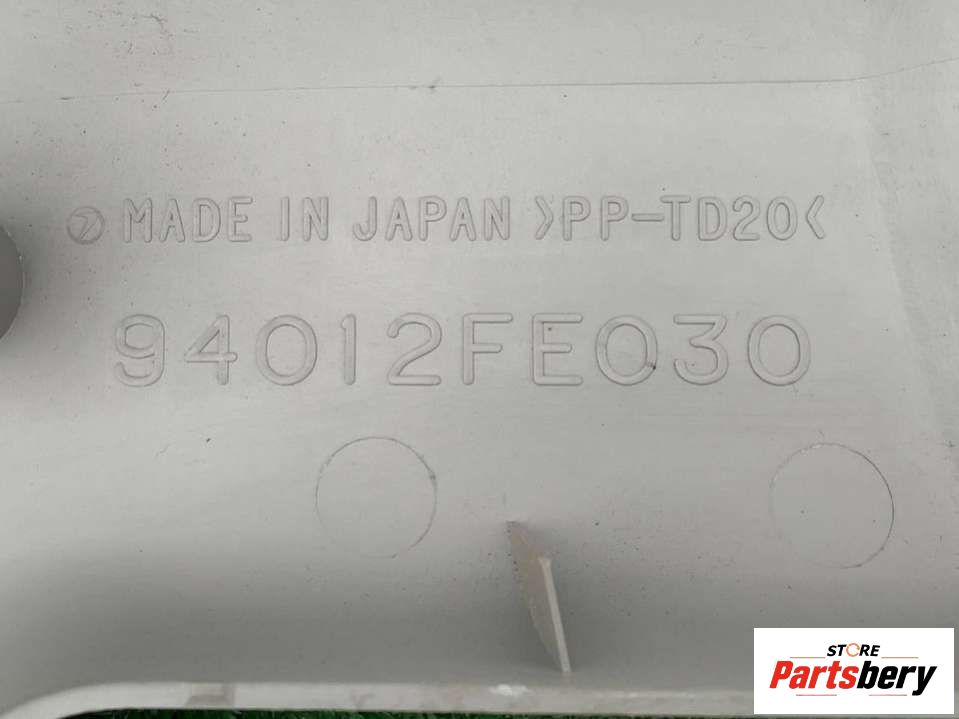 MADE IN JAPAN >PP-TD20<
94012FE030
STORE
Partsbery